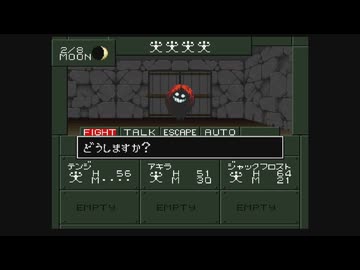 2/8
MOON
FIGHT TALK ESCAPE AUTO
どうしますか?
テンジ アキラ ジャックフロスト
H 56 H 51 H 64
M・・・・ M 30 M 21
EMPTY EMPTY EMPTY